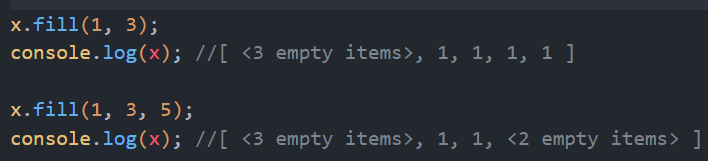 x.fill(1, 3);
console.log(x); //[ <3 empty items>, 1, 1, 1, 1 ]
x.fill(1, 3, 5);
console.log(x); //[ <3 empty items>, 1, 1, <2 empty items> ]